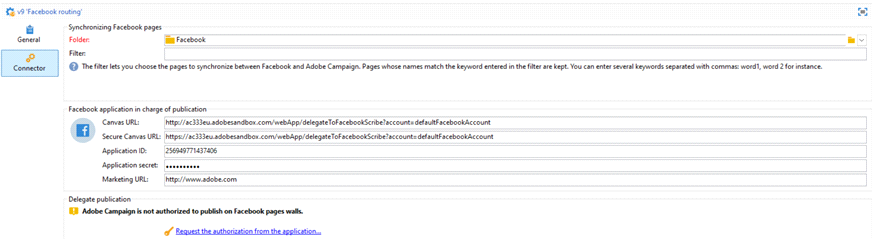 v9 'Facebook routing'
General
Connector
Synchronizing Facebook pages
Folder: Facebook
Filter:
The filter lets you choose the pages to synchronize between Facebook and Adobe Campaign. Pages whose names match the keyword entered in the filter are kept. You can enter several keywords separated with commas: word1, word 2 for instance.
Facebook application in charge of publication
Canvas URL: http://ac333eu.adobesandbox.com/webApp/delegateToFacebookScribe?account=defaultFacebookAccount
Secure Canvas URL: https://ac333eu.adobesandbox.com/webApp/delegateToFacebookScribe?account=defaultFacebookAccount
Application ID: 256949771437406
Application secret: ••••••••••
Marketing URL: http://www.adobe.com
Delegate publication
Adobe Campaign is not authorized to publish on Facebook pages walls.
Request the authorization from the application...